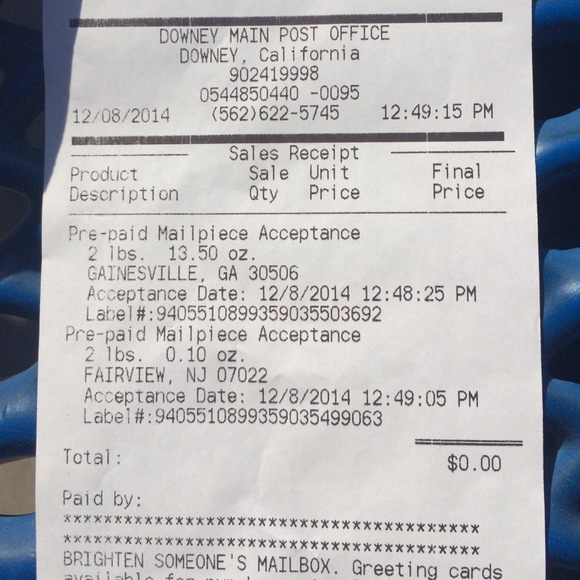 DOWNEY MAIN POST OFFICE
DOWNEY, California
902419998
0544850440 -0095
12/08/2014 (562)622-5745 12:49:15 PM
Sales Receipt
Product Sale Unit Final
Description Qty Price Price
Pre-paid Mailpiece Acceptance
2 lbs. 13.50 oz.
GAINESVILLE, GA 30506
Acceptance Date: 12/8/2014 12:48:25 PM
Label#:9405510899359035503692
Pre-paid Mailpiece Acceptance
2 lbs. 0.10 oz.
FAIRVIEW, NJ 07022
Acceptance Date: 12/8/2014 12:49:05 PM
Label#:9405510899359035499063
Total: $0.00
Paid by:
****************************************
****************************************
BRIGHTEN SOMEONE'S MAILBOX. Greeting cards
available for